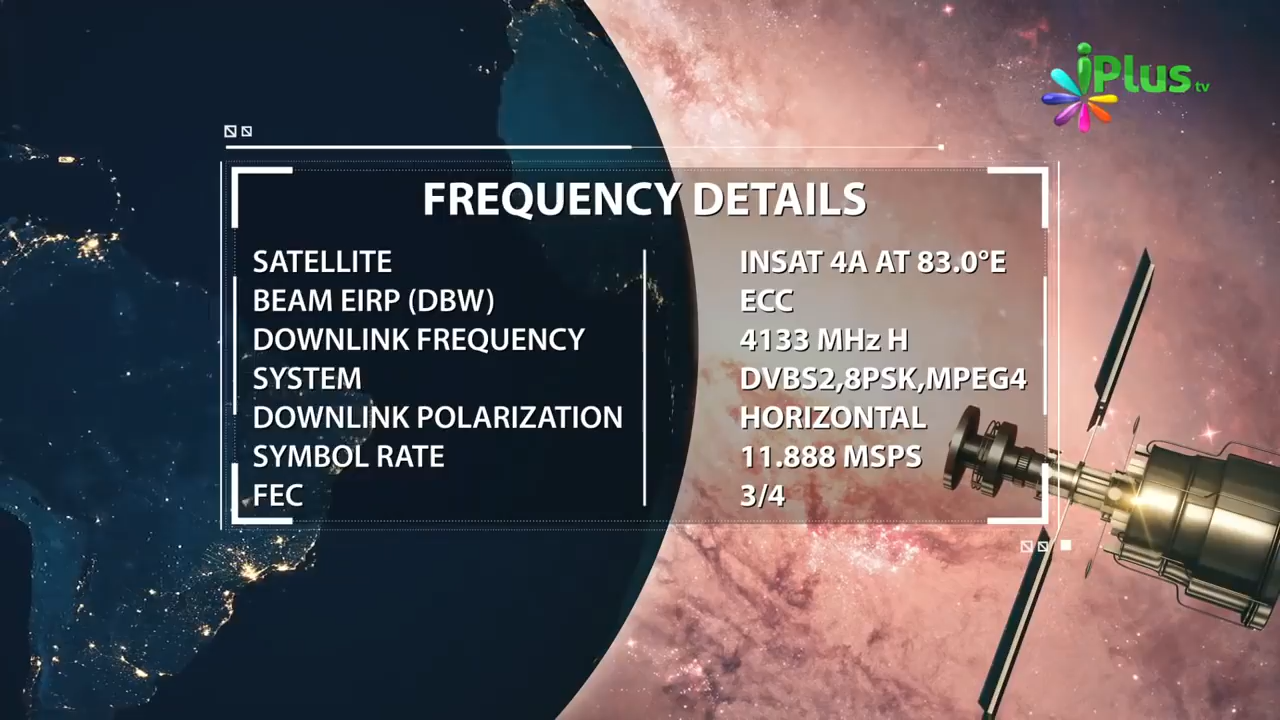 iPlus tv
FREQUENCY DETAILS
SATELLITE INSAT 4A AT 83.0°E
BEAM EIRP (DBW) ECC
DOWNLINK FREQUENCY 4133 MHz H
SYSTEM DVBS2,8PSK,MPEG4
DOWNLINK POLARIZATION HORIZONTAL
SYMBOL RATE 11.888 MSPS
FEC 3/4